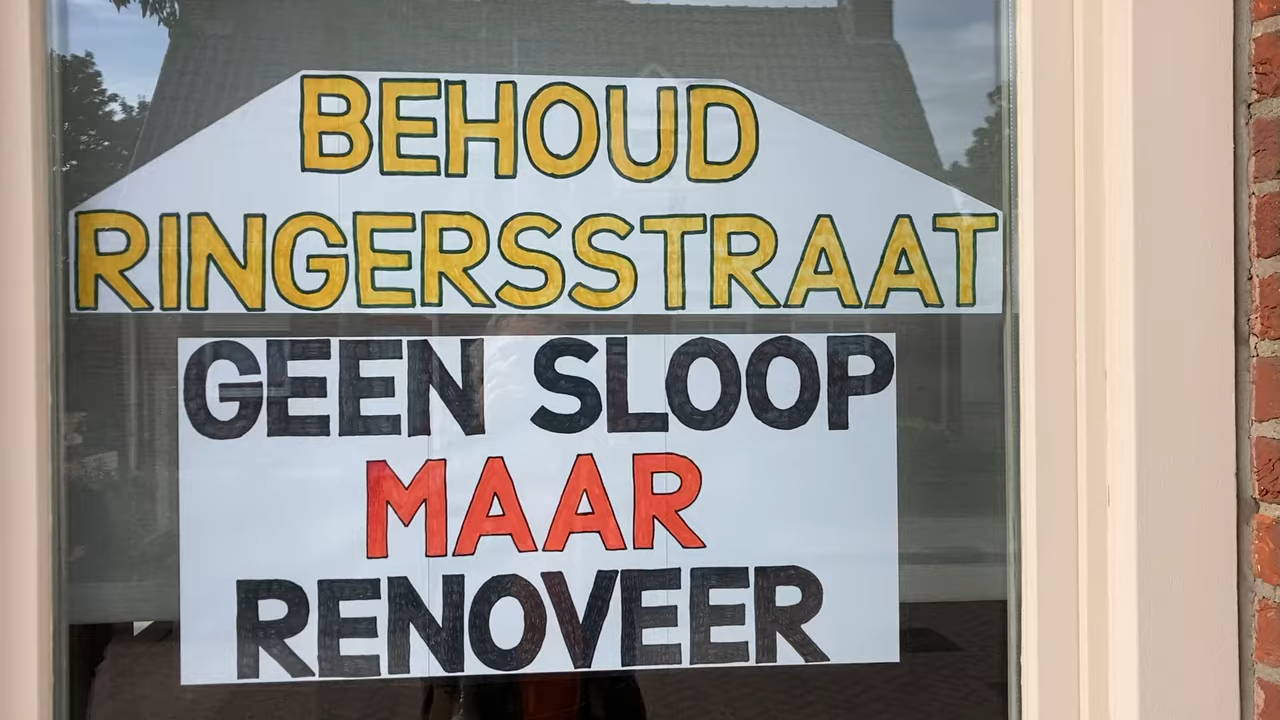 BEHOUD
RINGERSSTRAAT
GEEN SLOOP
MAAR
RENOVEER